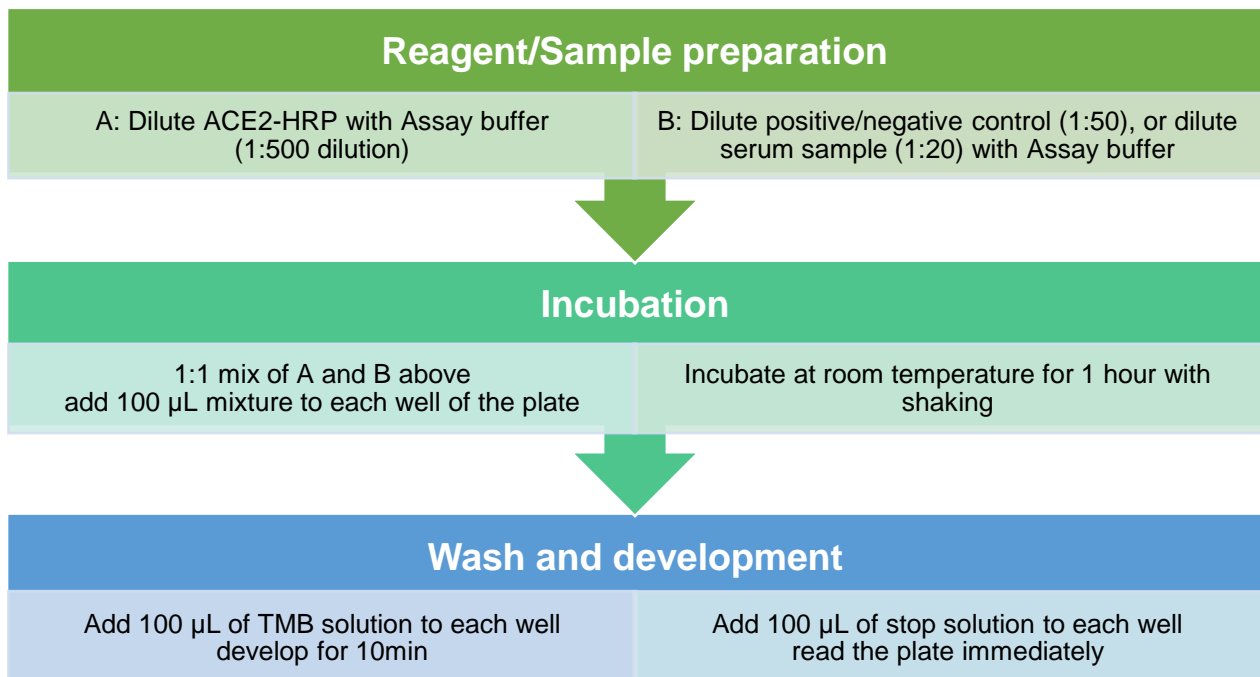 Reagent/Sample preparation
A: Dilute ACE2-HRP with Assay buffer
(1:500 dilution)
B: Dilute positive/negative control (1:50), or dilute
serum sample (1:20) with Assay buffer
Incubation
1:1 mix of A and B above
add 100 µL mixture to each well of the plate
Incubate at room temperature for 1 hour with
shaking
Wash and development
Add 100 µL of TMB solution to each well
develop for 10min
Add 100 µL of stop solution to each well
read the plate immediately